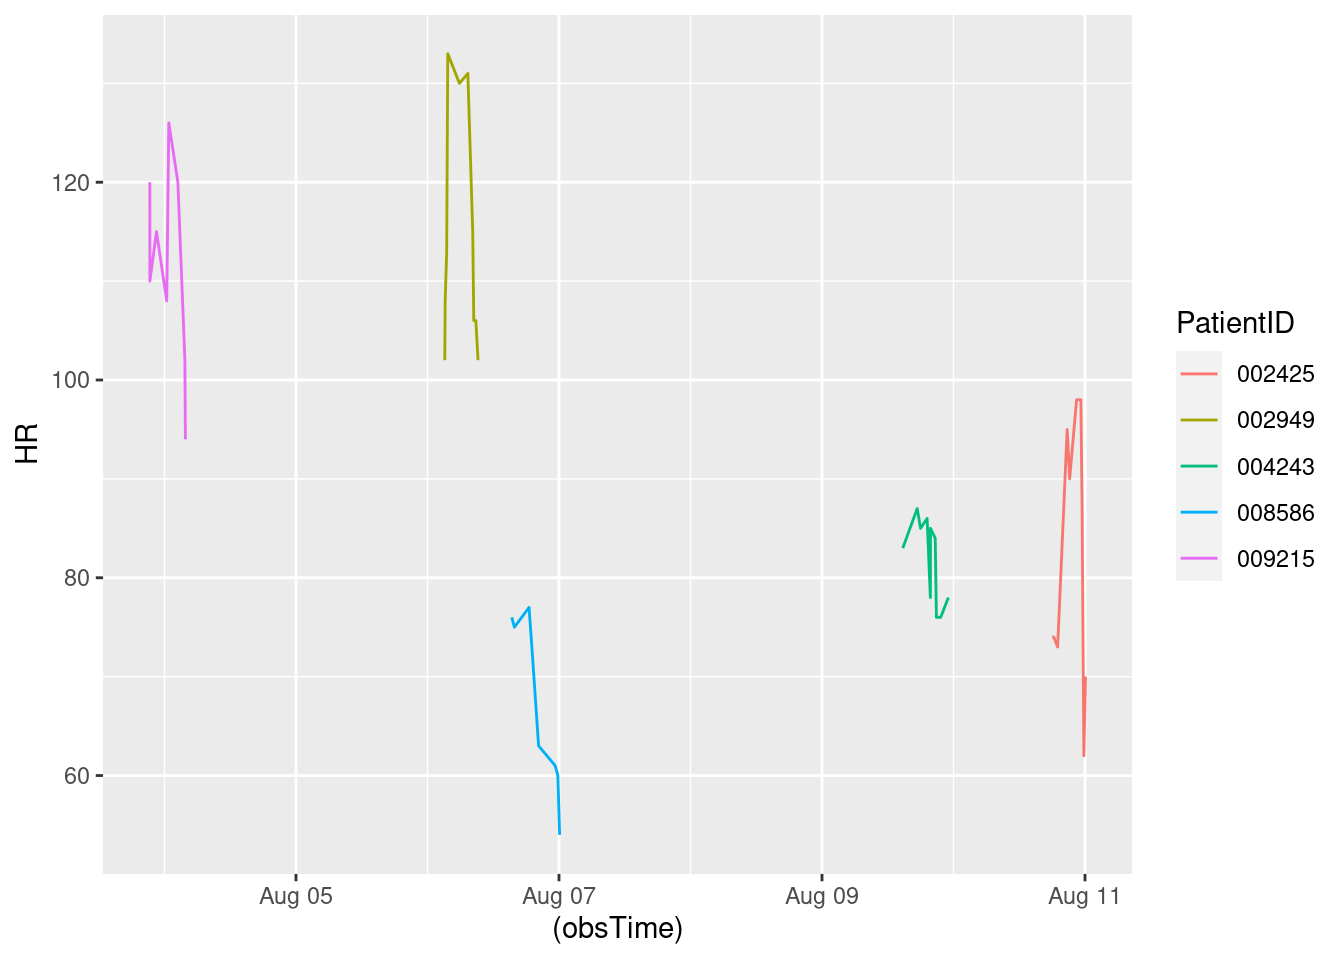 120
100
80
60
HR
Aug 05
Aug 07
Aug 09
Aug 11
(obsTime)
PatientID
002425
002949
004243
008586
009215